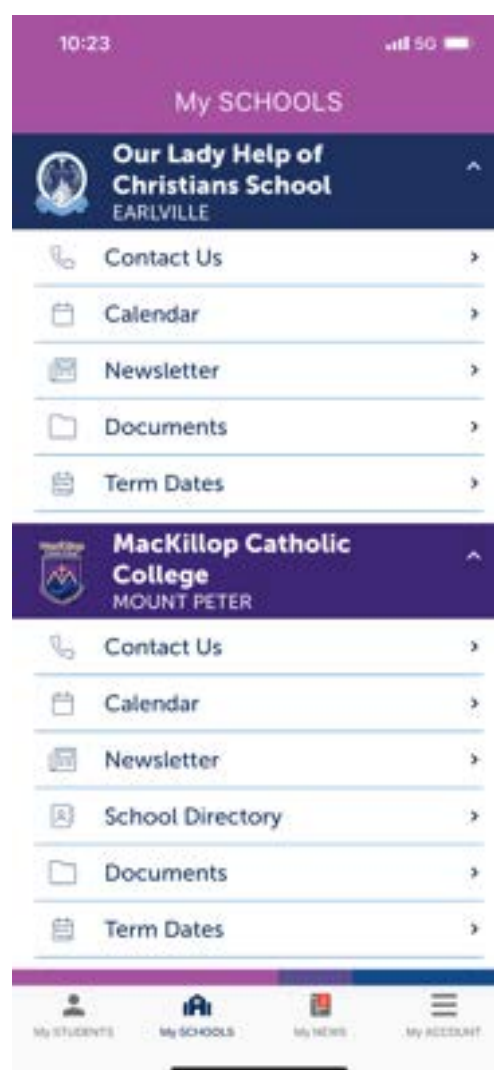 10:23
5G
My SCHOOLS
Our Lady Help of
Christians School
EARLVILLE
Contact Us
Calendar
Newsletter
Documents
Term Dates
MacKillop Catholic
College
MOUNT PETER
Contact Us
Calendar
Newsletter
School Directory
Documents
Term Dates
My STUDENTS
My SCHOOLS
My NEWS
My ACCOUNT